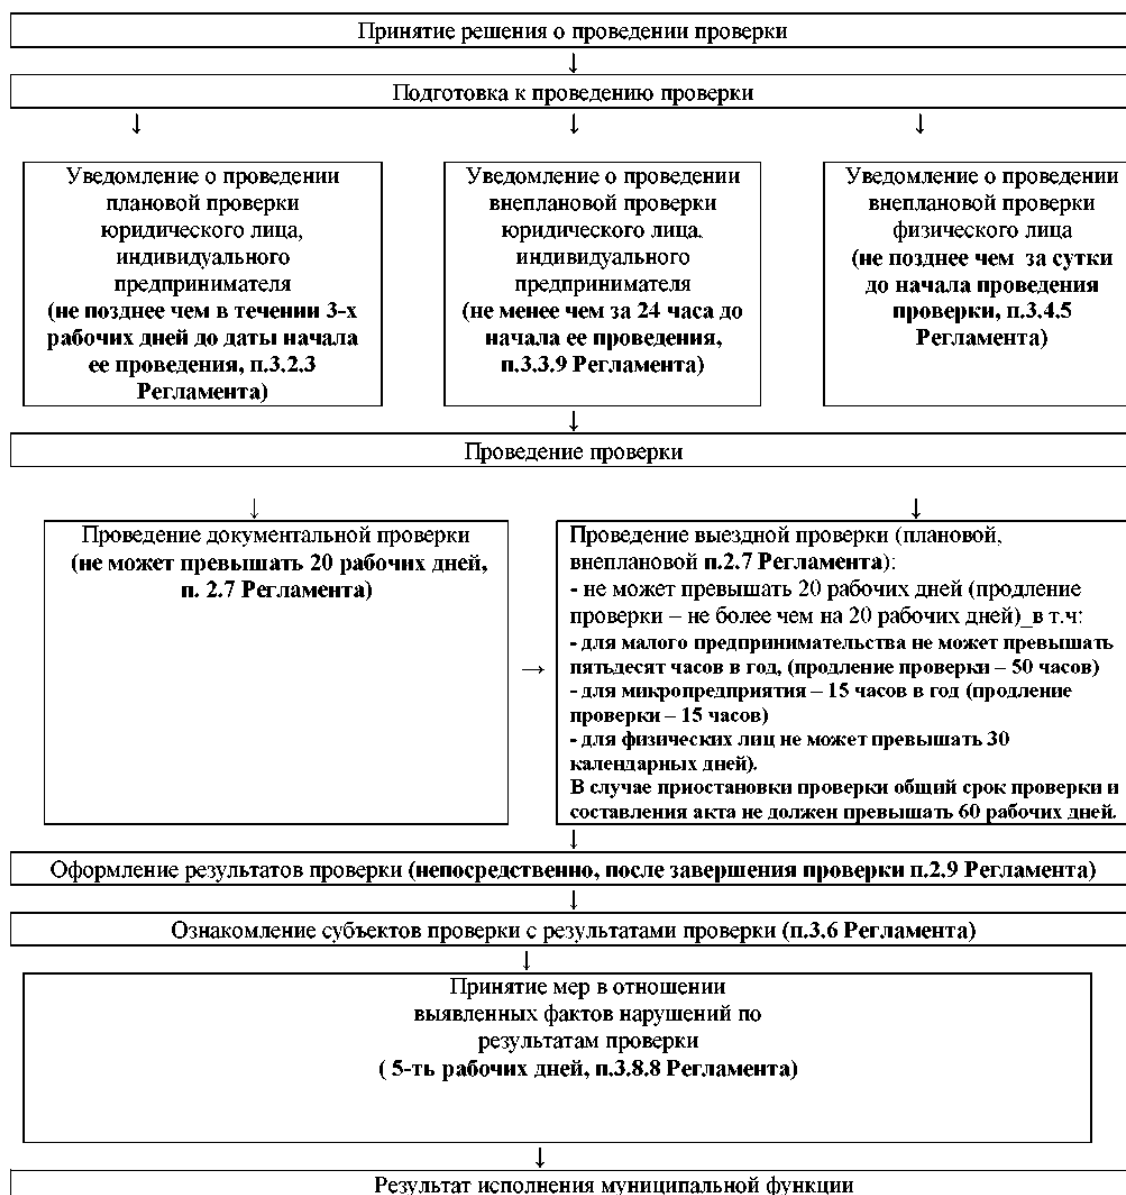 Принятие решения о проведении проверки
↓
Подготовка к проведению проверки
↓ ↓ ↓
Уведомление о проведении
плановой проверки
юридического лица,
индивидуального
предпринимателя
(не позднее чем в течении 3-х
рабочих дней до даты начала
ее проведения, п.3.2.3
Регламента)
Уведомление о проведении
внеплановой проверки
юридического лица,
индивидуального
предпринимателя
(не менее чем за 24 часа до
начала ее проведения,
п.3.3.9 Регламента)
Уведомление о проведении
внеплановой проверки
физического лица
(не позднее чем за сутки
до начала проведения
проверки, п.3.4.5
Регламента)
↓
Проведение проверки
↓ ↓
Проведение документальной проверки
(не может превышать 20 рабочих дней,
п. 2.7 Регламента)
→
Проведение выездной проверки (плановой,
внеплановой п.2.7 Регламента):
- не может превышать 20 рабочих дней (продление
проверки – не более чем на 20 рабочих дней)_в т.ч:
- для малого предпринимательства не может превышать
пятьдесят часов в год, (продление проверки – 50 часов)
- для микропредприятия – 15 часов в год (продление
проверки – 15 часов)
- для физических лиц не может превышать 30
календарных дней).
В случае приостановки проверки общий срок проверки и
составления акта не должен превышать 60 рабочих дней.
↓
Оформление результатов проверки (непосредственно, после завершения проверки п.2.9 Регламента)
↓
Ознакомление субъектов проверки с результатами проверки (п.3.6 Регламента)
↓
Принятие мер в отношении
выявленных фактов нарушений по
результатам проверки
( 5-ть рабочих дней, п.3.8.8 Регламента)
↓
Результат исполнения муниципальной функции